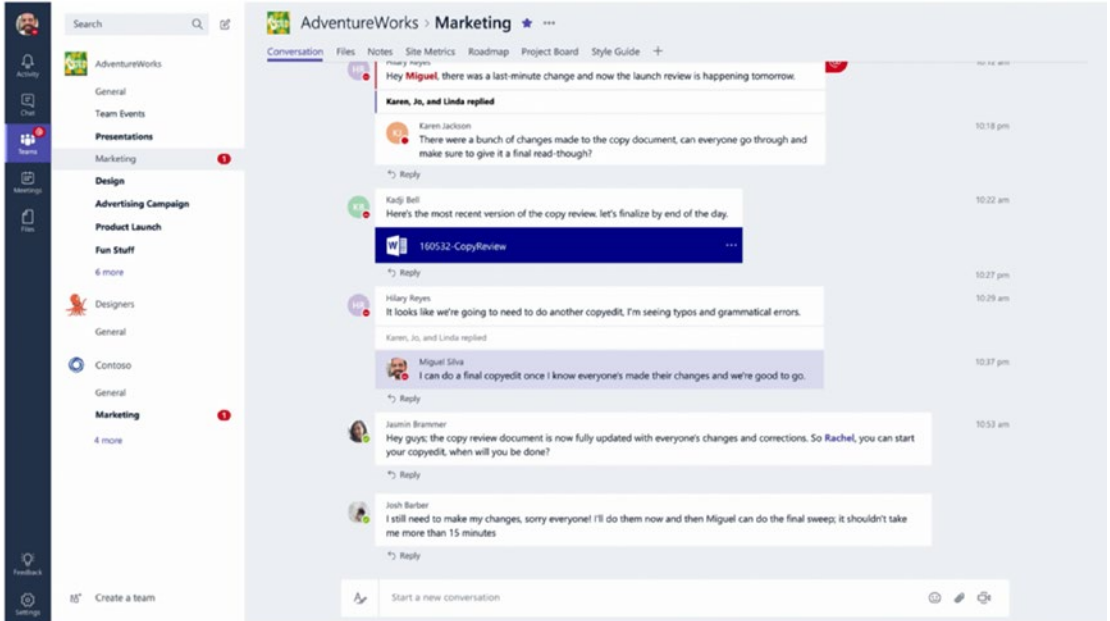 Search
AdventureWorks > Marketing
Conversation Files Notes Site Metrics Roadmap Project Board Style Guide
Activity
Chat
Teams
Meetings
Files
Feedback
Settings
AdventureWorks
General
Team Events
Presentations
Marketing 1
Design
Advertising Campaign
Product Launch
Fun Stuff
6 more
Designers
General
Contoso
General
Marketing 1
4 more
Create a team
HR
Hey Miguel, there was a last-minute change and now the launch review is happening tomorrow.
Karen, Jo, and Linda replied
KJ
Karen Jackson 10:18 pm
There were a bunch of changes made to the copy document, can everyone go through and
make sure to give it a final read-though?
Reply
KB
Kadji Bell 10:22 am
Here's the most recent version of the copy review. let's finalize by end of the day.
W 160532-CopyReview
Reply 10:27 pm
HR
Hilary Reyes 10:29 am
It looks like we're going to need to do another copyedit, I'm seeing typos and grammatical errors.
Karen, Jo, and Linda replied
Miguel Silva 10:37 pm
I can do a final copyedit once I know everyone's made their changes and we're good to go.
Reply
Jasmin Brammer 10:53 am
Hey guys; the copy review document is now fully updated with everyone's changes and corrections. So Rachel, you can start
your copyedit, when will you be done?
Reply
Josh Barber
I still need to make my changes, sorry everyone! I'll do them now and then Miguel can do the final sweep; it shouldn't take
me more than 15 minutes
Reply
Start a new conversation